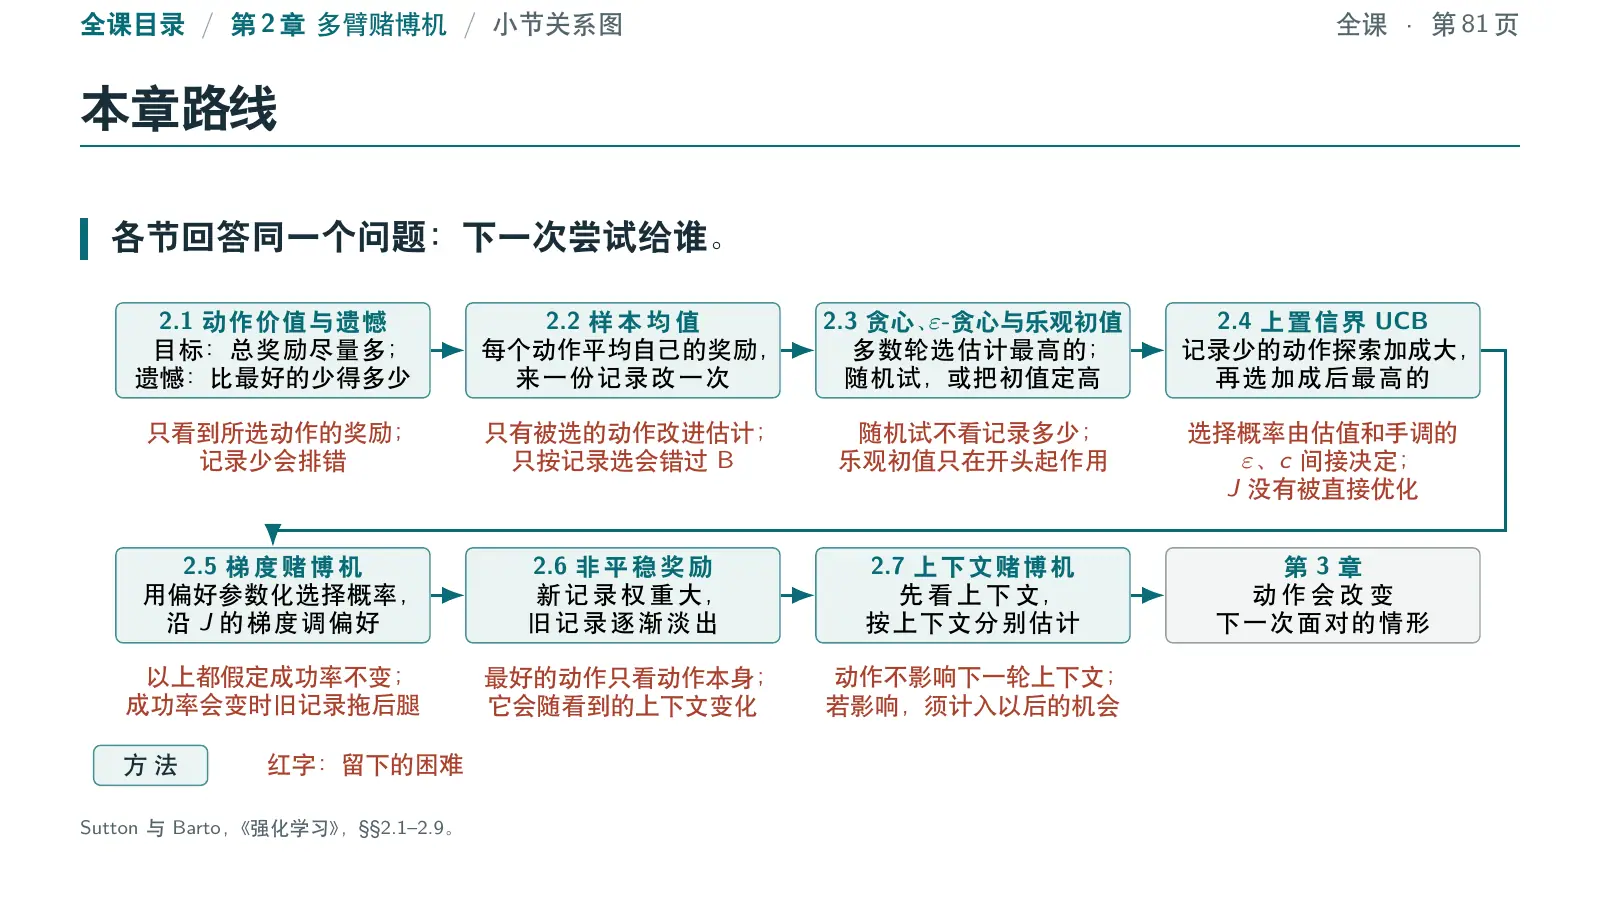 全课目录 / 第 2 章 多臂赌博机 / 小节关系图
全课 · 第 81 页
本章路线
各节回答同一个问题：下一次尝试给谁。
2.1 动作价值与遗憾
目标：总奖励尽量多；
遗憾：比最好的少得多少
2.2 样本均值
每个动作平均自己的奖励，
来一份记录改一次
2.3 贪心、ε-贪心与乐观初值
多数轮选估计最高的；
随机试，或把初值定高
2.4 上置信界 UCB
记录少的动作探索加成大，
再选加成后最高的
只看到所选动作的奖励；
记录少会排错
只有被选的动作改进估计；
只按记录选会错过 B
随机试不看记录多少；
乐观初值只在开头起作用
选择概率由估值和手调的
ε、c 间接决定；
J 没有被直接优化
2.5 梯度赌博机
用偏好参数化选择概率，
沿 J 的梯度调偏好
2.6 非平稳奖励
新记录权重大，
旧记录逐渐淡出
2.7 上下文赌博机
先看上下文，
按上下文分别估计
第 3 章
动作会改变
下一次面对的情形
以上都假定成功率不变；
成功率会变时旧记录拖后腿
最好的动作只看动作本身；
它会随看到的上下文变化
动作不影响下一轮上下文；
若影响，须计入以后的机会
方法
红字：留下的困难
Sutton 与 Barto，《强化学习》，§§2.1–2.9。